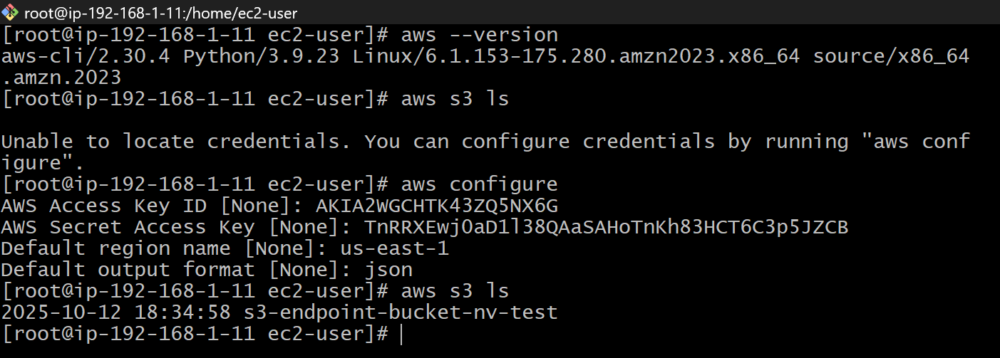 root@ip-192-168-1-11:/home/ec2-user
[root@ip-192-168-1-11 ec2-user]# aws --version
aws-cli/2.30.4 Python/3.9.23 Linux/6.1.153-175.280.amzn2023.x86_64 source/x86_64
.amzn.2023
[root@ip-192-168-1-11 ec2-user]# aws s3 ls
Unable to locate credentials. You can configure credentials by running "aws conf
igure".
[root@ip-192-168-1-11 ec2-user]# aws configure
AWS Access Key ID [None]: AKIA2WGCHTK43ZQ5NX6G
AWS Secret Access Key [None]: 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
Default region name [None]: us-east-1
Default output format [None]: json
[root@ip-192-168-1-11 ec2-user]# aws s3 ls
2025-10-12 18:34:58 s3-endpoint-bucket-nv-test
[root@ip-192-168-1-11 ec2-user]#